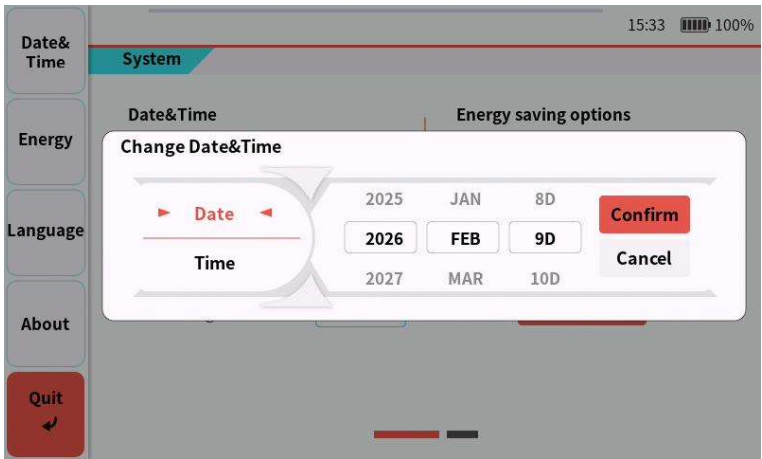 15:33 100%
Date&
Time
System
Date&Time
Energy saving options
Energy
Change Date&Time
2025 JAN 8D
Date
Confirm
Language
2026 FEB 9D
Time
Cancel
2027 MAR 10D
About
Quit